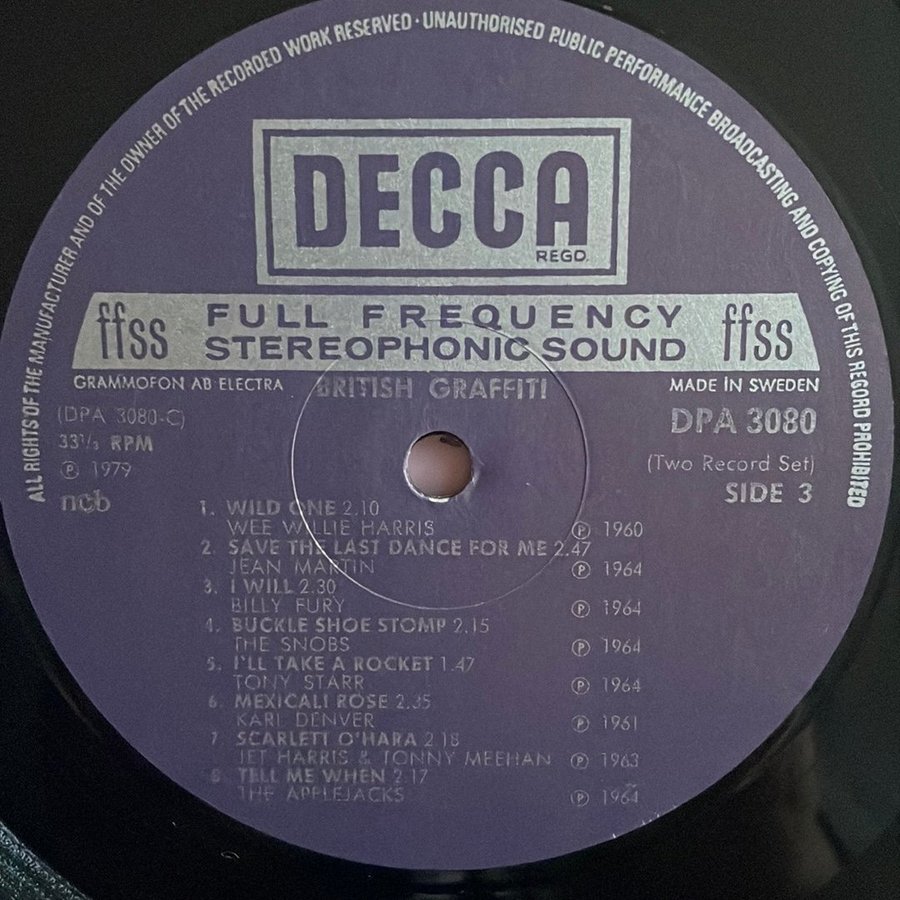 ALL RIGHTS OF THE MANUFACTURER AND OF THE OWNER OF THE RECORDED WORK RESERVED · UNAUTHORISED PUBLIC PERFORMANCE BROADCASTING AND COPYING OF THIS RECORD PROHIBITED
DECCA
REGD.
ffss FULL FREQUENCY STEREOPHONIC SOUND ffss
GRAMMOFON AB ELECTRA
BRITISH GRAFFITI
MADE IN SWEDEN
(DPA 3080-C)
DPA 3080
33⅓ RPM
℗ 1979
(Two Record Set)
ncb
SIDE 3
1. WILD ONE 2.10
WEE WILLIE HARRIS ℗ 1960
2. SAVE THE LAST DANCE FOR ME 2.47
JEAN MARTIN ℗ 1964
3. I WILL 2.30
BILLY FURY ℗ 1964
4. BUCKLE SHOE STOMP 2.15
THE SNOBS ℗ 1964
5. I'LL TAKE A ROCKET 1.47
TONY STARR ℗ 1964
6. MEXICALI ROSE 2.35
KARL DENVER ℗ 1961
7. SCARLETT O'HARA 2.18
JET HARRIS & TONNY MEEHAN ℗ 1963
8. TELL ME WHEN 2.17
THE APPLEJACKS ℗ 1964